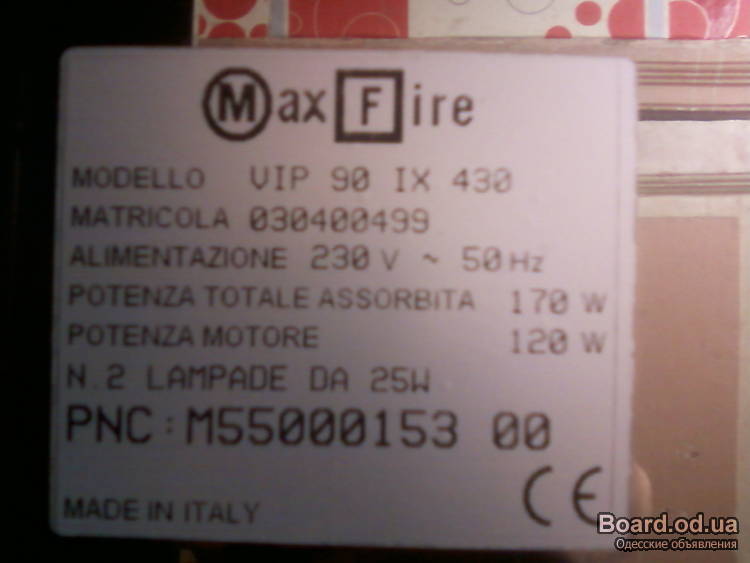 Max Fire
MODELLO VIP 90 IX 430
MATRICOLA 030400499
ALIMENTAZIONE 230 V ~ 50 Hz
POTENZA TOTALE ASSORBITA 170 W
POTENZA MOTORE 120 W
N.2 LAMPADE DA 25W
PNC: M55000153 00
MADE IN ITALY CE
Board.od.ua
Одесские объявления